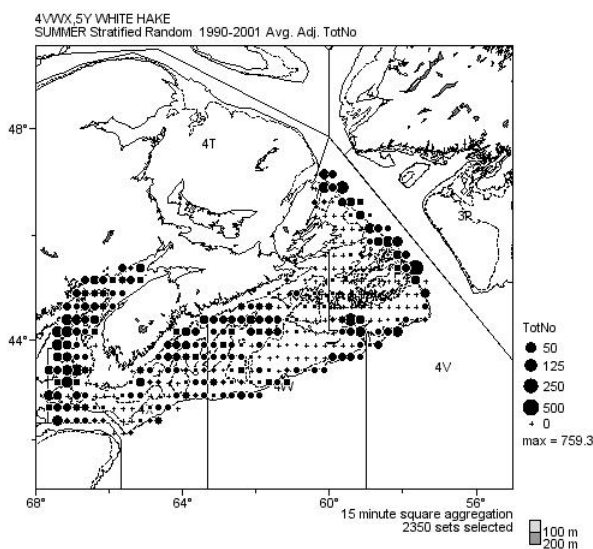 4VWX,5Y WHITE HAKE
SUMMER Stratified Random 1990-2001 Avg. Adj. TotNo
48°
4T
3P
44°
4V
4W
4X
TotNo
50
125
250
500
0
max = 759.3
68°
64°
60°
56°
15 minute square aggregation
2350 sets selected
100 m
200 m